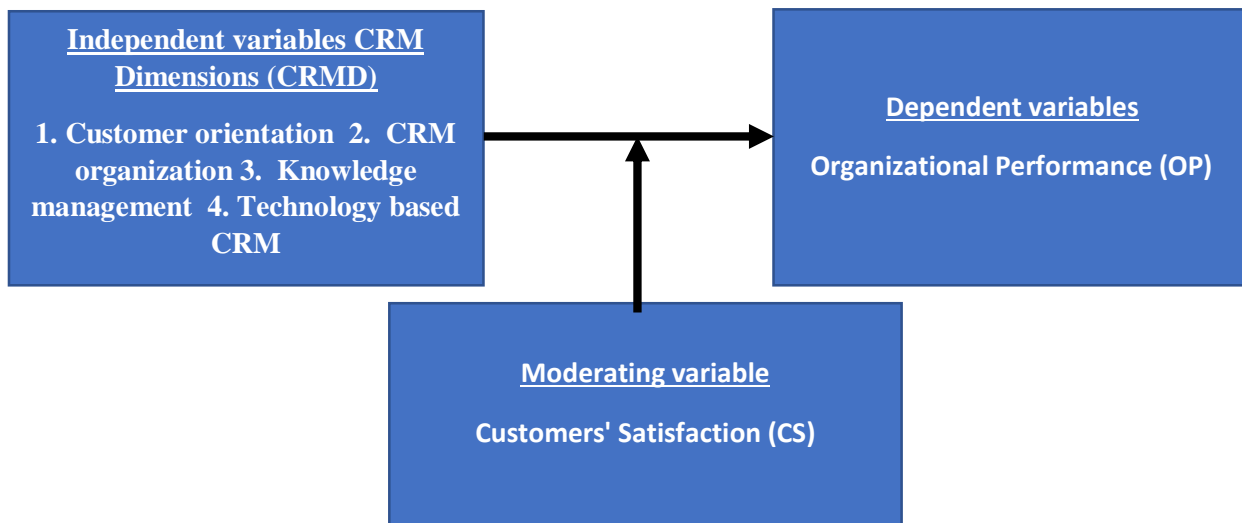 Independent variables CRM
Dimensions (CRMD)
1. Customer orientation 2. CRM
organization 3. Knowledge
management 4. Technology based
CRM
Dependent variables
Organizational Performance (OP)
Moderating variable
Customers' Satisfaction (CS)